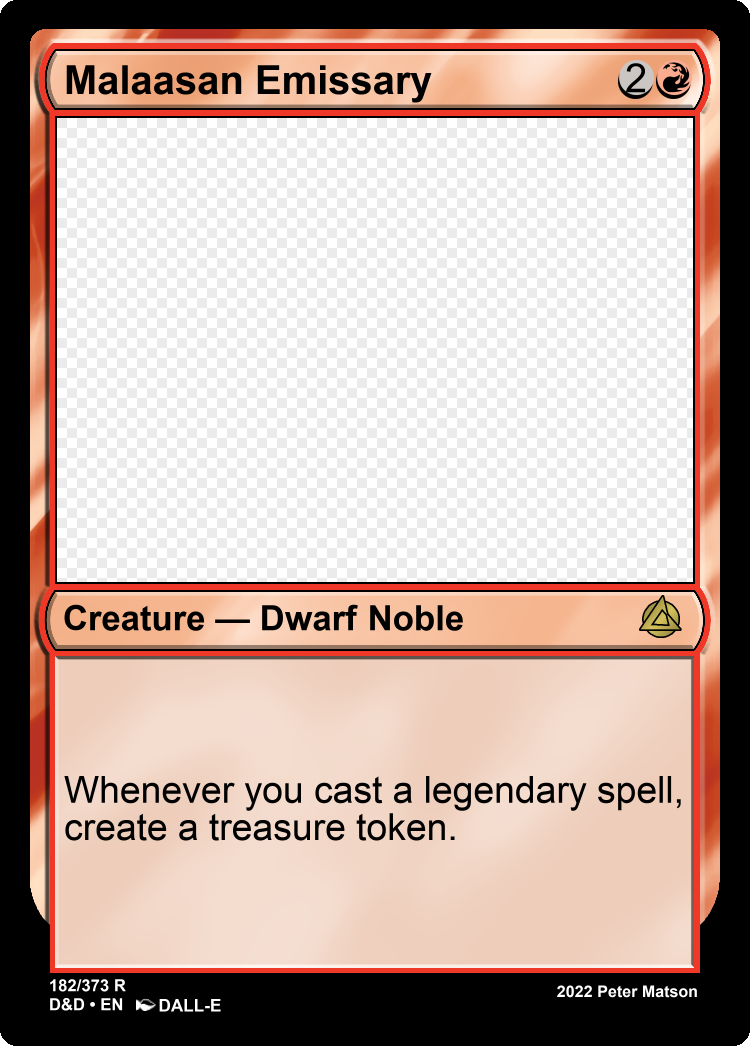 Malaasan Emissary 2
Creature — Dwarf Noble
Whenever you cast a legendary spell,
create a treasure token.
182/373 R
D&D • EN DALL-E
2022 Peter Matson